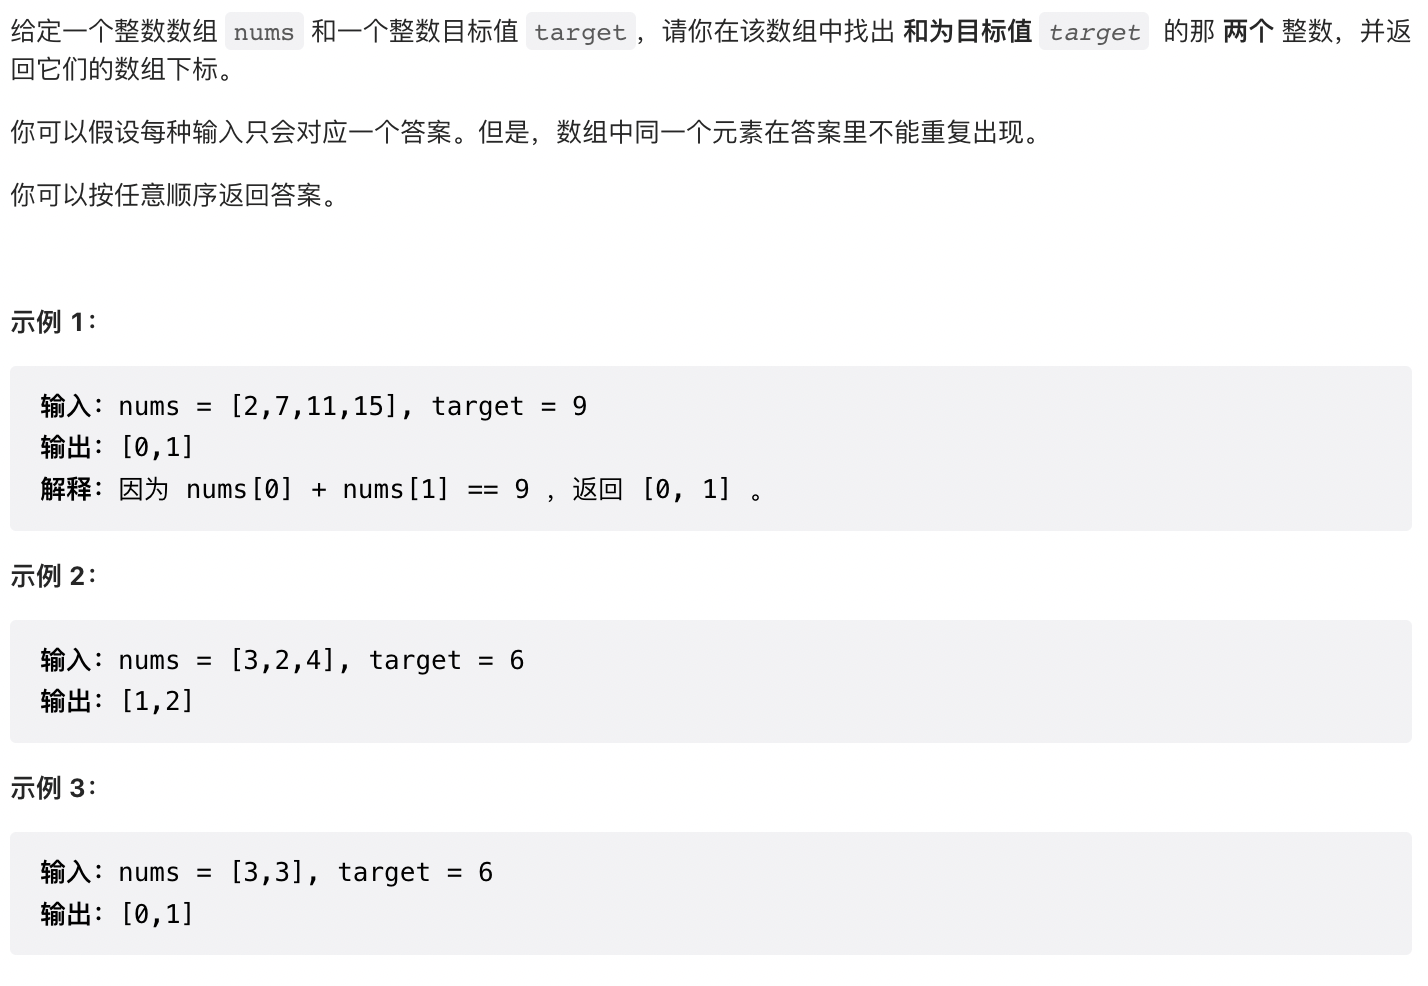 给定一个整数数组 nums 和一个整数目标值 target，请你在该数组中找出 和为目标值 target 的那 两个 整数，并返
回它们的数组下标。
你可以假设每种输入只会对应一个答案。但是，数组中同一个元素在答案里不能重复出现。
你可以按任意顺序返回答案。
示例 1：
输入：nums = [2,7,11,15], target = 9
输出：[0,1]
解释：因为 nums[0] + nums[1] == 9 ，返回 [0, 1] 。
示例 2：
输入：nums = [3,2,4], target = 6
输出：[1,2]
示例 3：
输入：nums = [3,3], target = 6
输出：[0,1]